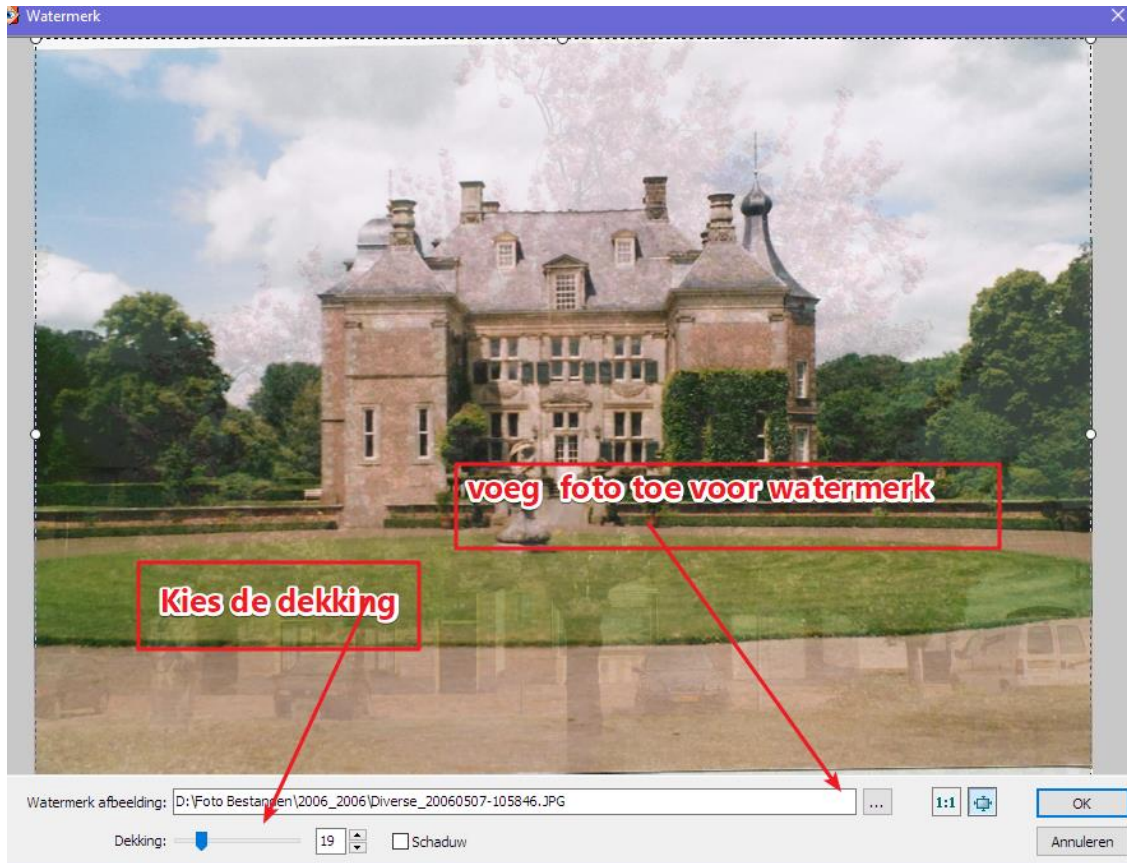 Watermerk
voeg foto toe voor watermerk
Kies de dekking
Watermerk afbeelding: D:\Foto Bestanden\2006_2006\Diverse_20060507-105846.JPG ... 1:1 OK
Dekking: 19 Schaduw Annuleren